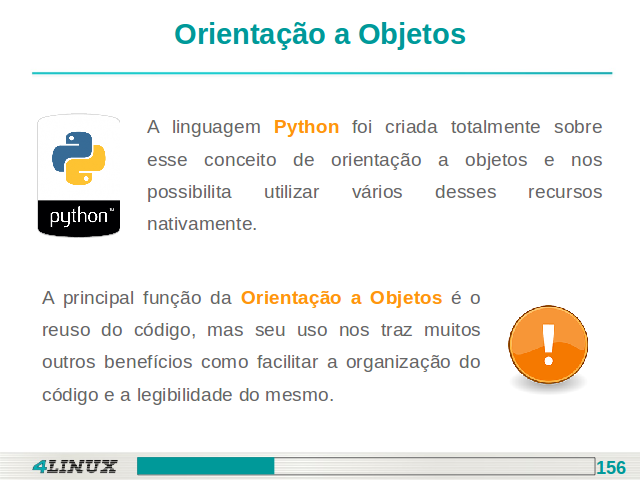 Orientação a Objetos
A linguagem Python foi criada totalmente sobre
esse conceito de orientação a objetos e nos
possibilita utilizar vários desses recursos
nativamente.
python™
A principal função da Orientação a Objetos é o
reuso do código, mas seu uso nos traz muitos
outros benefícios como facilitar a organização do
código e a legibilidade do mesmo.
!
4LINUX
156